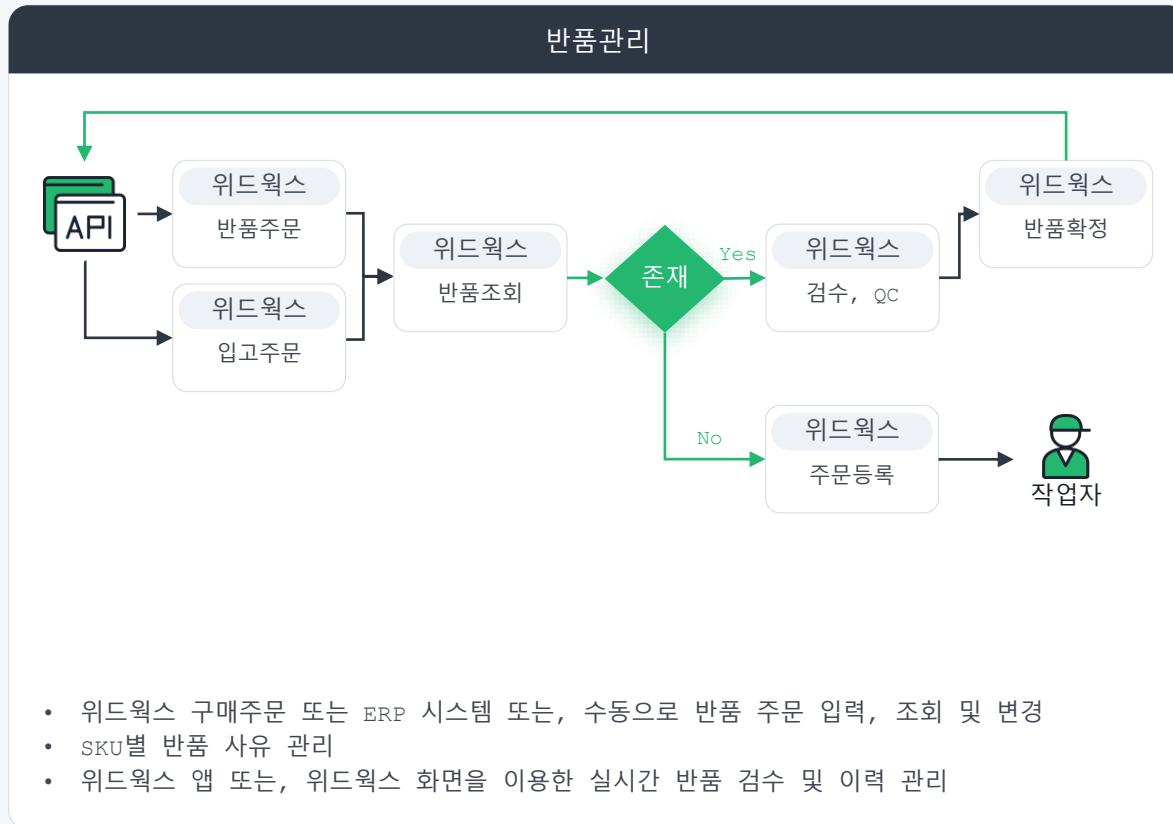 반품관리
API
위드웍스
반품주문
위드웍스
입고주문
위드웍스
반품조회
존재
Yes
위드웍스
검수, QC
위드웍스
반품확정
No
위드웍스
주문등록
작업자
• 위드웍스 구매주문 또는 ERP 시스템 또는, 수동으로 반품 주문 입력, 조회 및 변경
• SKU별 반품 사유 관리
• 위드웍스 앱 또는, 위드웍스 화면을 이용한 실시간 반품 검수 및 이력 관리